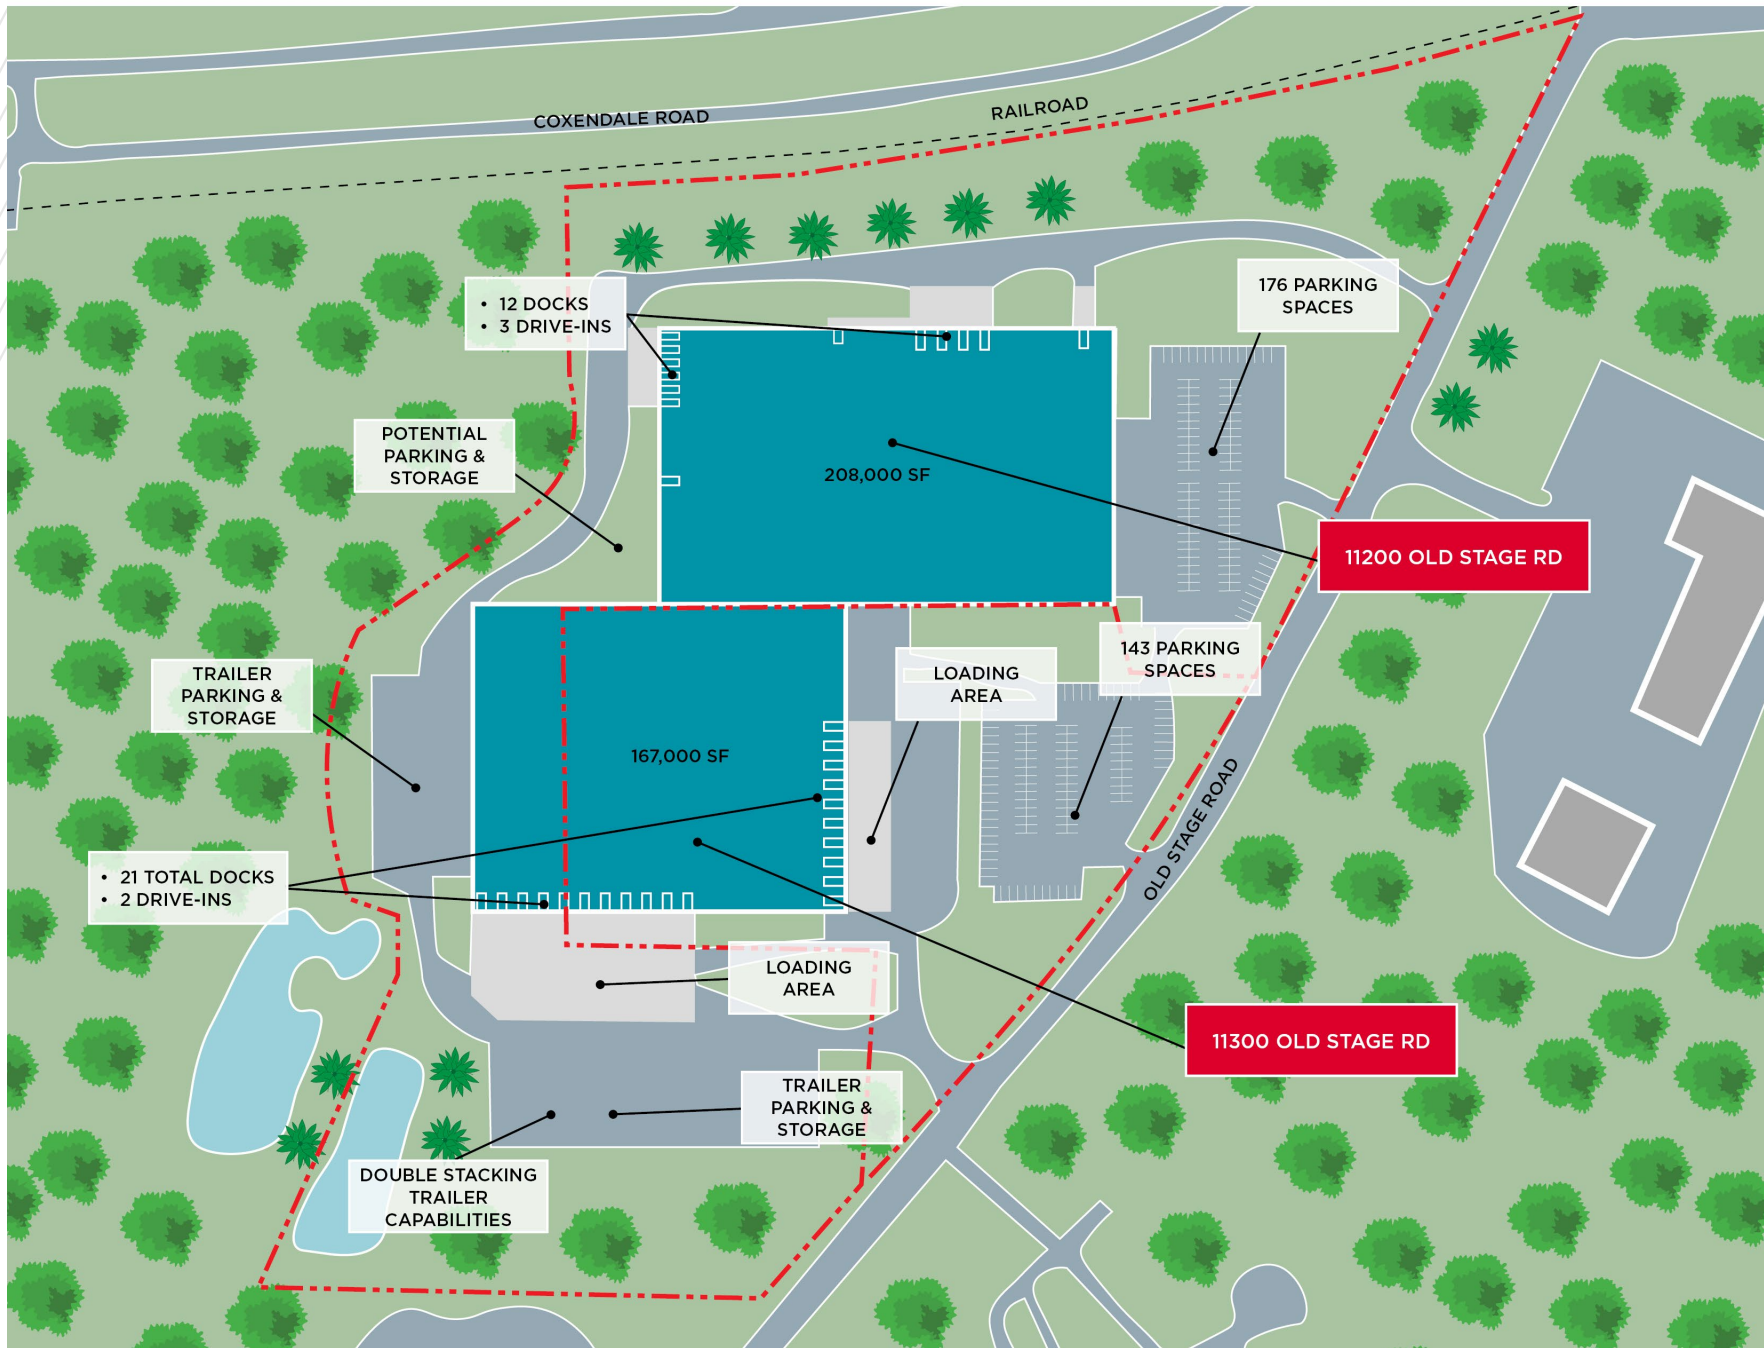 COXENDALE ROAD
RAILROAD
• 12 DOCKS
• 3 DRIVE-INS
176 PARKING
SPACES
POTENTIAL
PARKING &
STORAGE
208,000 SF
11200 OLD STAGE RD
143 PARKING
SPACES
LOADING
AREA
TRAILER
PARKING &
STORAGE
167,000 SF
OLD STAGE ROAD
• 21 TOTAL DOCKS
• 2 DRIVE-INS
LOADING
AREA
11300 OLD STAGE RD
TRAILER
PARKING &
STORAGE
DOUBLE STACKING
TRAILER
CAPABILITIES